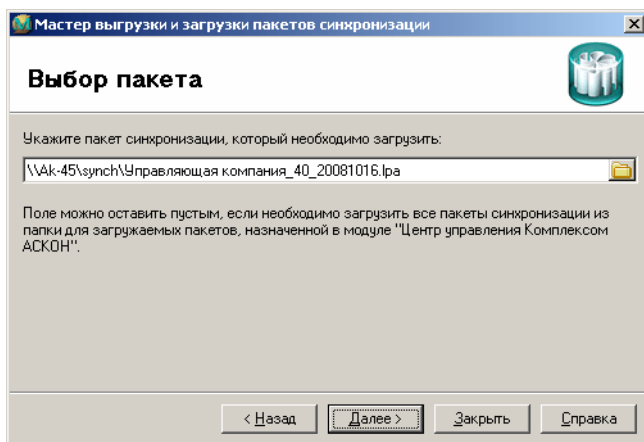 Мастер выгрузки и загрузки пакетов синхронизации
Выбор пакета
Укажите пакет синхронизации, который необходимо загрузить:
\\Ak-45\synch\Управляющая компания_40_20081016.lpa
Поле можно оставить пустым, если необходимо загрузить все пакеты синхронизации из
папки для загружаемых пакетов, назначенной в модуле "Центр управления Комплексом
АСКОН".
< Назад
Далее >
Закрыть
Справка